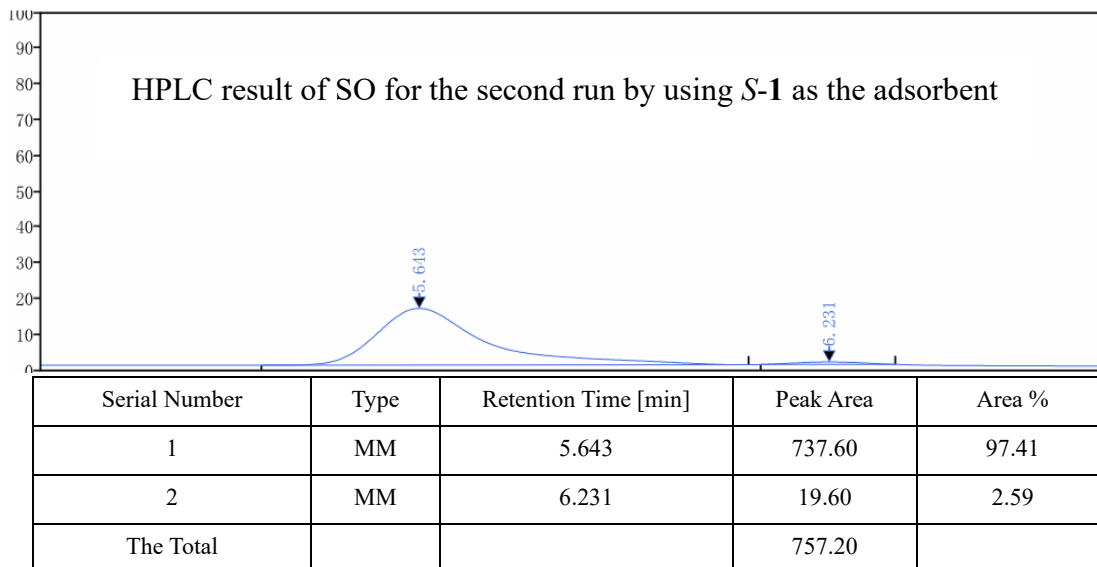 100
90
HPLC result of SO for the second run by using S-1 as the adsorbent
80
70
60
50
40
30
20
10
0
5.643
6.231
Serial Number Type Retention Time [min] Peak Area Area %
1 MM 5.643 737.60 97.41
2 MM 6.231 19.60 2.59
The Total 757.20